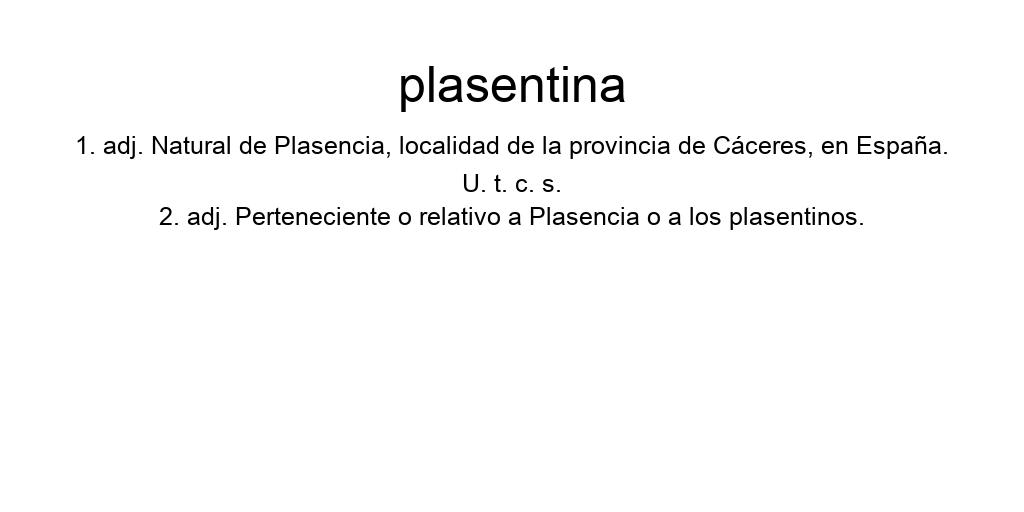 plasentina
1. adj. Natural de Plasencia, localidad de la provincia de Cáceres, en España.
U. t. c. s.
2. adj. Perteneciente o relativo a Plasencia o a los plasentinos.